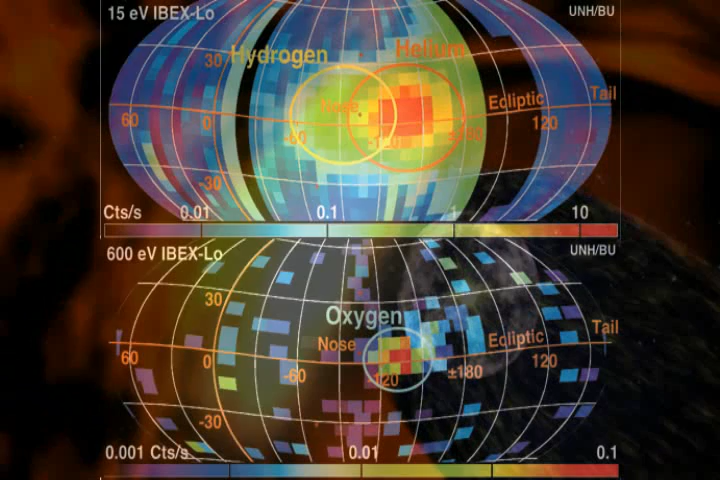 15 eV IBEX-Lo UNH/BU
Hydrogen Helium
30
Nose Ecliptic Tail
60 0 -60 -120 ±180 120
-30
Cts/s 0.01 0.1 1 10
600 eV IBEX-Lo UNH/BU
30
Oxygen
Nose Ecliptic Tail
60 0 -60 120 ±180 120
-30
0.001 Cts/s 0.01 0.1